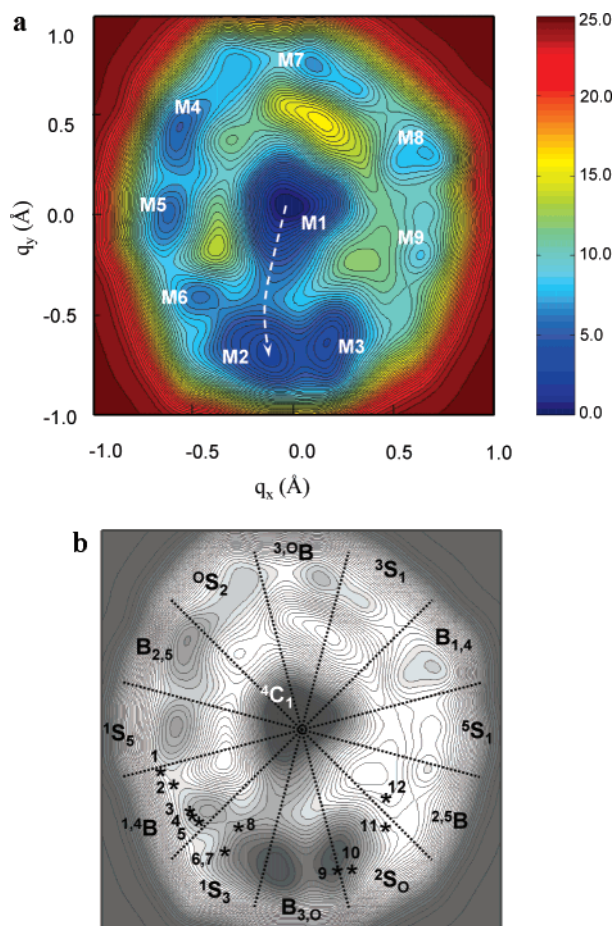 a
1.0
0.5
0.0
-0.5
-1.0
q_y (Å)
-1.0 -0.5 0.0 0.5 1.0
q_x (Å)
M7
M4
M8
M5
M1
M9
M6
M2
M3
25.0
20.0
15.0
10.0
5.0
0.0
b
3,OB
OS2
3S1
B2,5
B1,4
4C1
1S5
5S1
1
2
12
3
4
1,4B
5
8
11
2,5B
6,7
10
9
1S3
2SO
B3,O